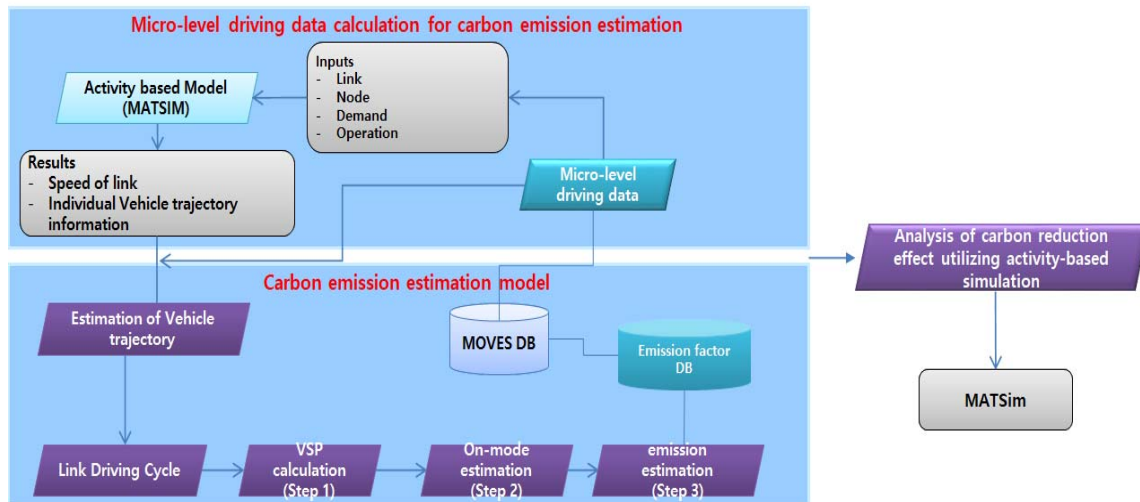 Micro-level driving data calculation for carbon emission estimation
Activity based Model
(MATSIM)
Inputs
- Link
- Node
- Demand
- Operation
Results
- Speed of link
- Individual Vehicle trajectory
information
Micro-level
driving data
Carbon emission estimation model
Estimation of Vehicle
trajectory
MOVES DB
Emission factor
DB
Link Driving Cycle
VSP
calculation
(Step 1)
On-mode
estimation
(Step 2)
emission
estimation
(Step 3)
Analysis of carbon reduction
effect utilizing activity-based
simulation
MATSim